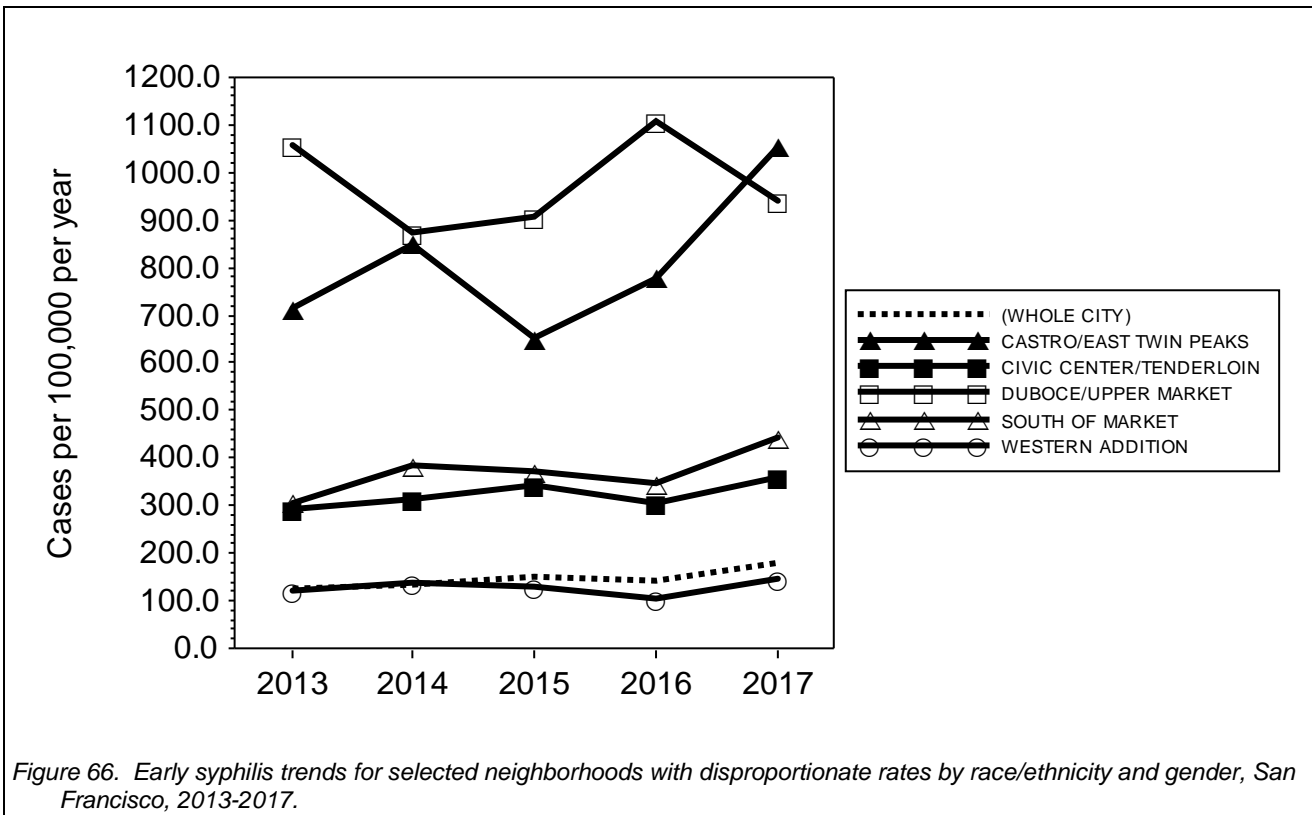 Cases per 100,000 per year
1200.0
1100.0
1000.0
900.0
800.0
700.0
600.0
500.0
400.0
300.0
200.0
100.0
0.0
2013 2014 2015 2016 2017
(WHOLE CITY)
CASTRO/EAST TWIN PEAKS
CIVIC CENTER/TENDERLOIN
DUBOCE/UPPER MARKET
SOUTH OF MARKET
WESTERN ADDITION
Figure 66. Early syphilis trends for selected neighborhoods with disproportionate rates by race/ethnicity and gender, San
Francisco, 2013-2017.